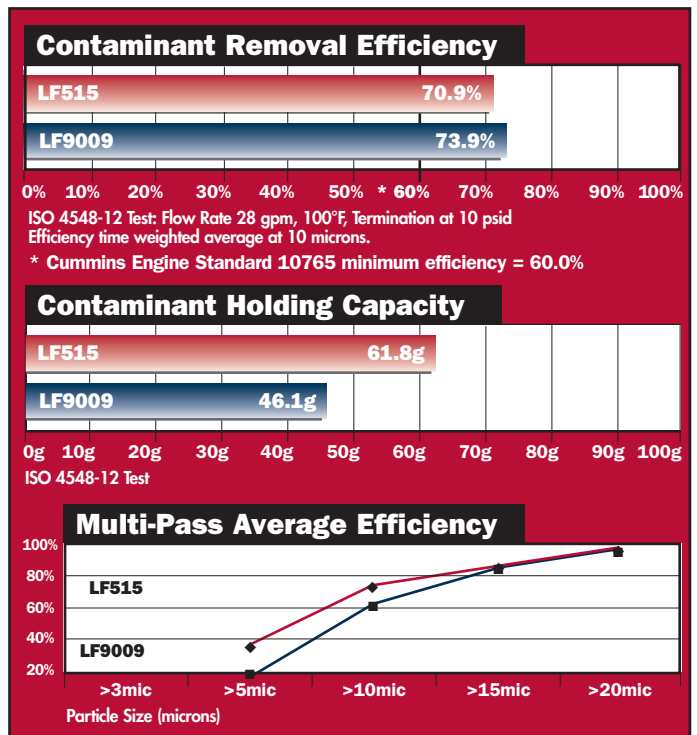 Contaminant Removal Efficiency
LF515 70.9%
LF9009 73.9%
0% 10% 20% 30% 40% 50% * 60% 70% 80% 90% 100%
ISO 4548-12 Test: Flow Rate 28 gpm, 100°F, Termination at 10 psid
Efficiency time weighted average at 10 microns.
* Cummins Engine Standard 10765 minimum efficiency = 60.0%
Contaminant Holding Capacity
LF515 61.8g
LF9009 46.1g
0g 10g 20g 30g 40g 50g 60g 70g 80g 90g 100g
ISO 4548-12 Test
Multi-Pass Average Efficiency
100%
80%
LF515
60%
40%
LF9009
20%
>3mic >5mic >10mic >15mic >20mic
Particle Size (microns)